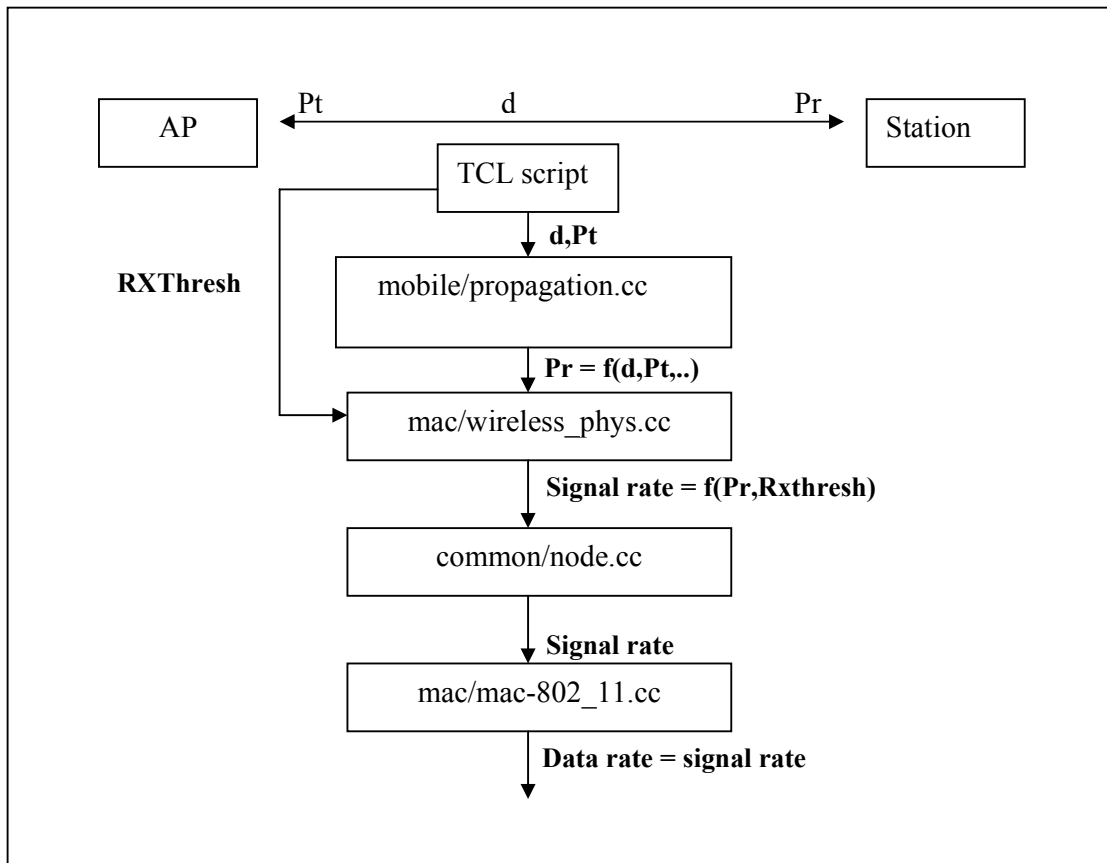 Pt d Pr
AP
Station
TCL script
d,Pt
RXThresh
mobile/propagation.cc
Pr = f(d,Pt,..)
mac/wireless_phys.cc
Signal rate = f(Pr,Rxthresh)
common/node.cc
Signal rate
mac/mac-802_11.cc
Data rate = signal rate